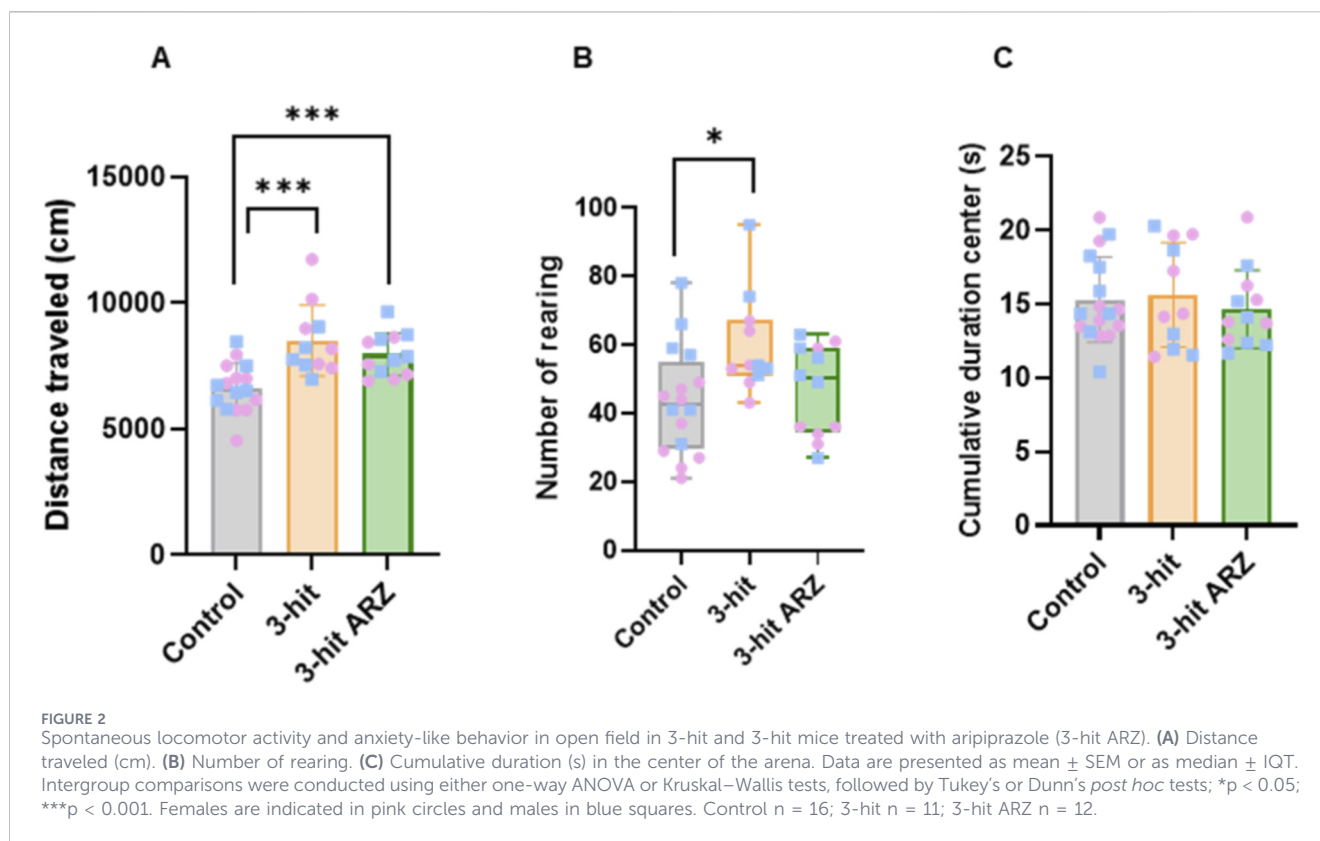 A
B
C
***
***
*
Distance traveled (cm)
15000
10000
5000
0
Control
3-hit
3-hit ARZ
Number of rearing
100
80
60
40
20
0
Control
3-hit
3-hit ARZ
Cumulative duration center (s)
25
20
15
10
5
0
Control
3-hit
3-hit ARZ
FIGURE 2
Spontaneous locomotor activity and anxiety-like behavior in open field in 3-hit and 3-hit mice treated with aripiprazole (3-hit ARZ). (A) Distance
traveled (cm). (B) Number of rearing. (C) Cumulative duration (s) in the center of the arena. Data are presented as mean ± SEM or as median ± IQT.
Intergroup comparisons were conducted using either one-way ANOVA or Kruskal–Wallis tests, followed by Tukey's or Dunn's post hoc tests; *p < 0.05;
***p < 0.001. Females are indicated in pink circles and males in blue squares. Control n = 16; 3-hit n = 11; 3-hit ARZ n = 12.